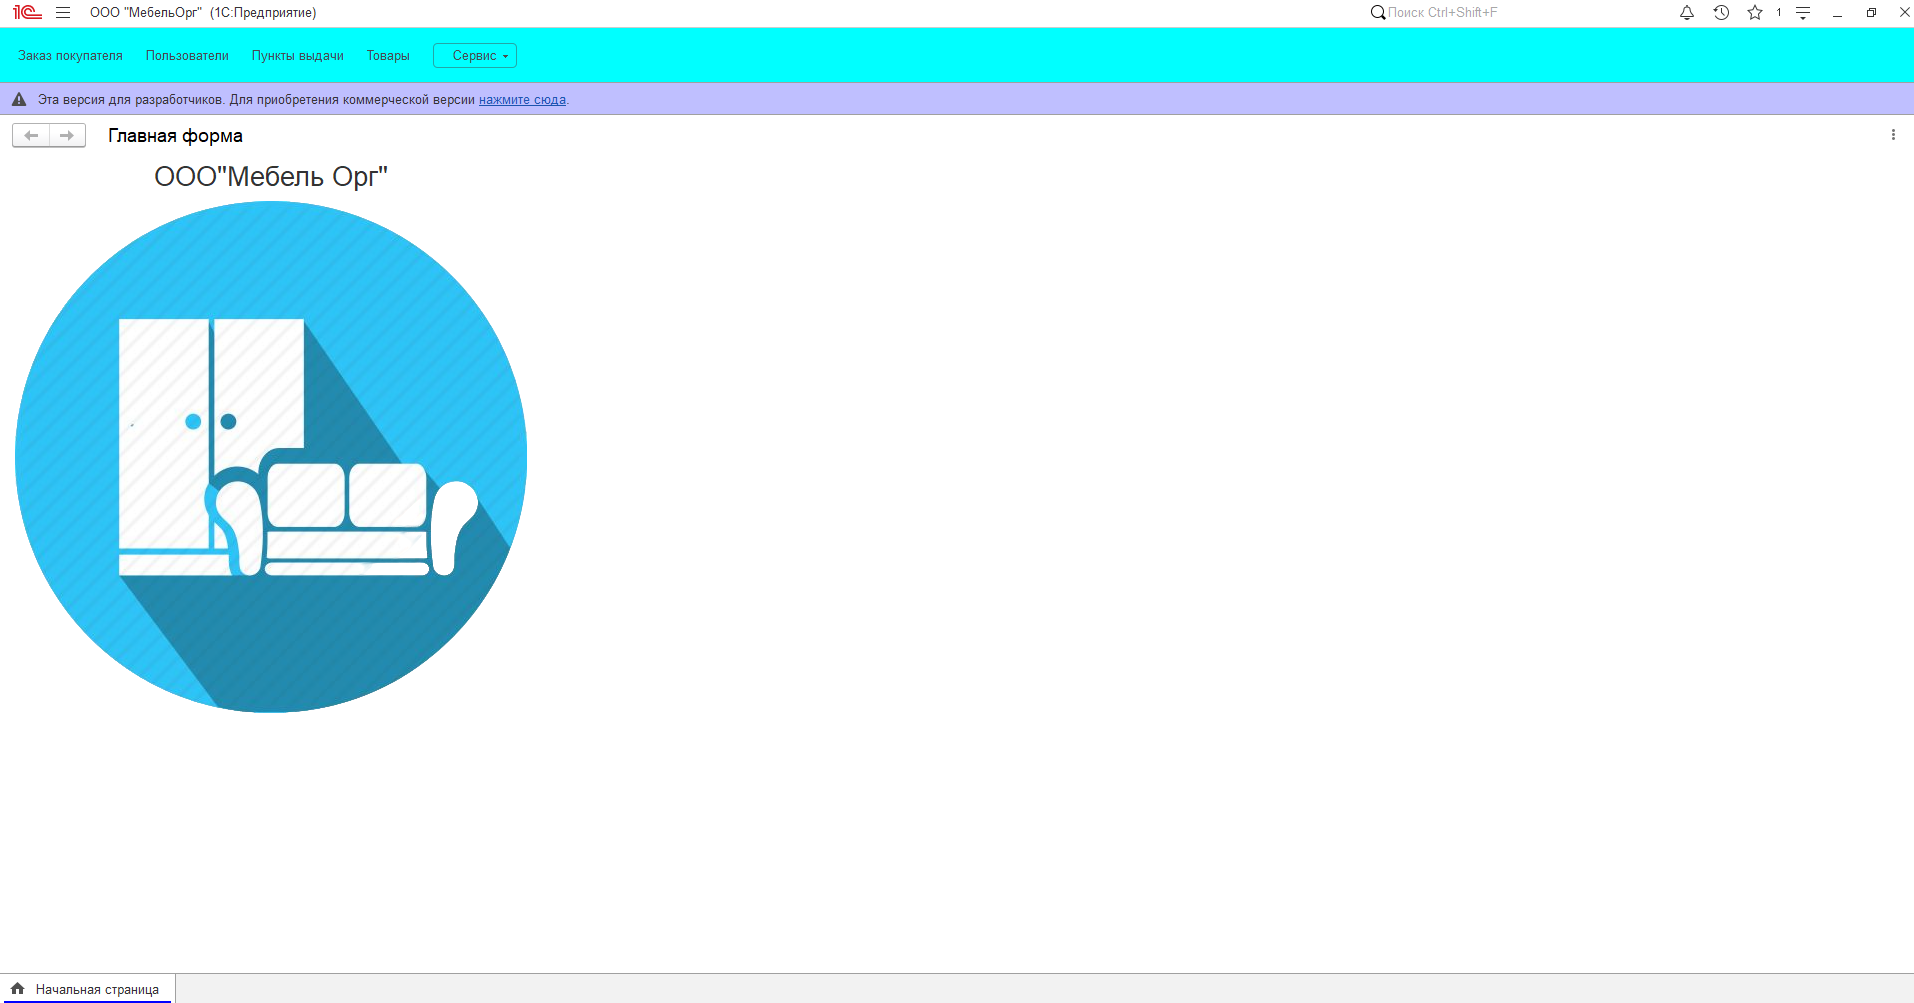 1С ООО "МебельОрг" (1С:Предприятие) Поиск Ctrl+Shift+F 1
Заказ покупателя Пользователи Пункты выдачи Товары Сервис
Эта версия для разработчиков. Для приобретения коммерческой версии нажмите сюда.
Главная форма
ООО"Мебель Орг"
Начальная страница